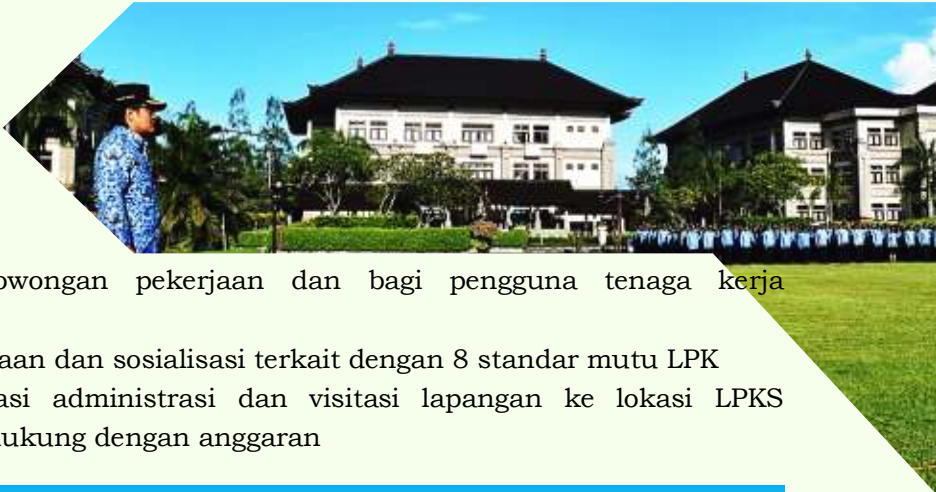 owongan pekerjaan dan bagi pengguna tenaga kerja
aan dan sosialisasi terkait dengan 8 standar mutu LPK
asi administrasi dan visitasi lapangan ke lokasi LPKS
ukung dengan anggaran